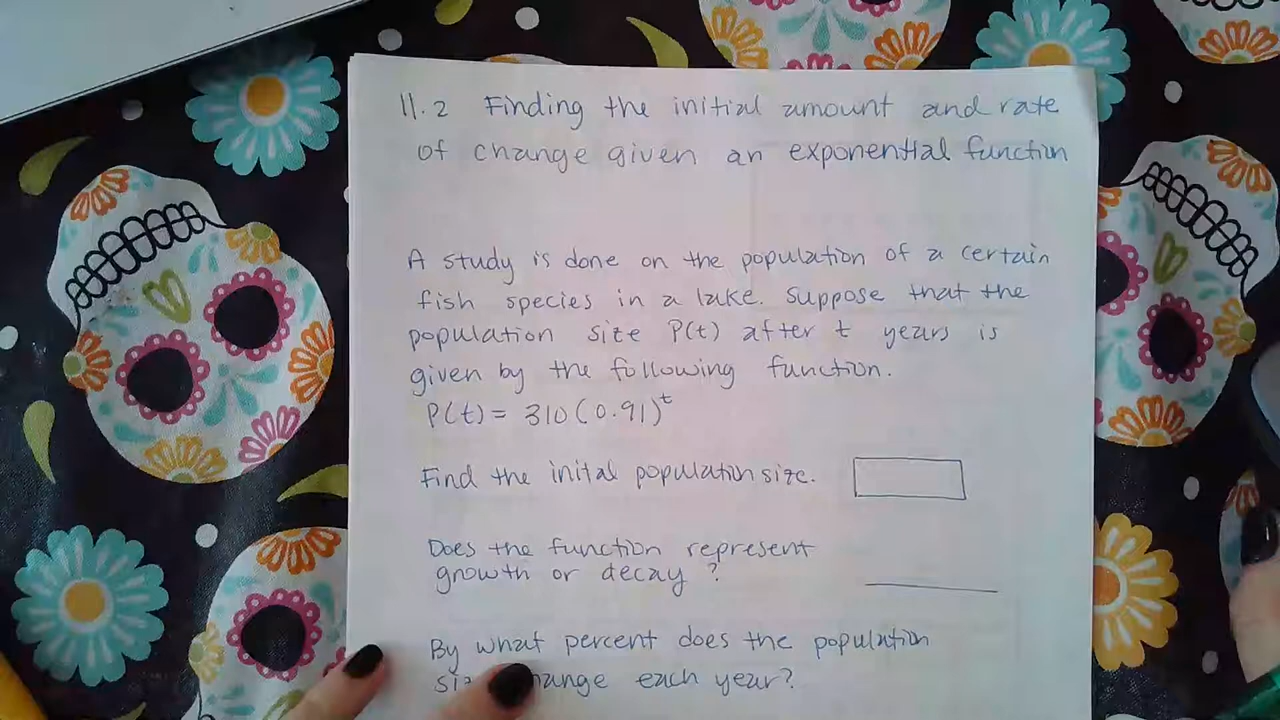 11.2 Finding the initial amount and rate
of change given an exponential function
A study is done on the population of a certain
fish species in a lake. Suppose that the
population size P(t) after t years is
given by the following function.
P(t) = 310(0.91)^t
Find the inital population size.
Does the function represent
growth or decay?
By what percent does the population
each year?